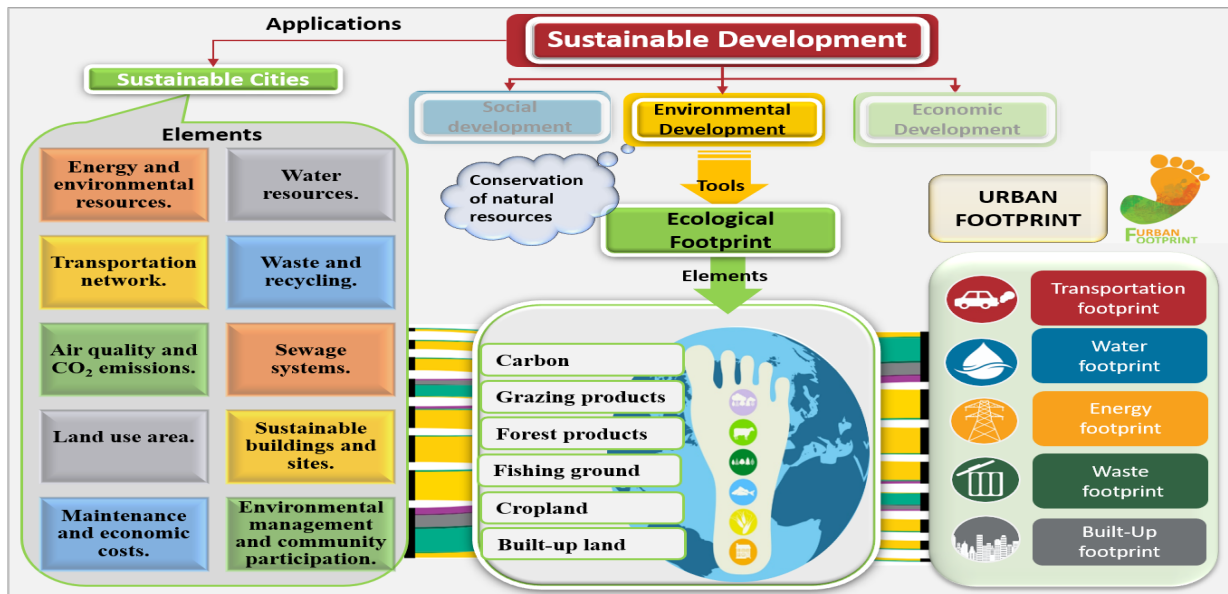 Applications
Sustainable Development
Sustainable Cities
Social
development
Environmental
Development
Economic
Development
Elements
Energy and
environmental
resources.
Water
resources.
Transportation
network.
Waste and
recycling.
Air quality and
CO₂ emissions.
Sewage
systems.
Land use area.
Sustainable
buildings and
sites.
Maintenance
and economic
costs.
Environmental
management
and community
participation.
Conservation
of natural
resources
Tools
Ecological
Footprint
Elements
Carbon
Grazing products
Forest products
Fishing ground
Cropland
Built-up land
URBAN
FOOTPRINT
URBAN
FOOTPRINT
Transportation
footprint
Water
footprint
Energy
footprint
Waste
footprint
Built-Up
footprint